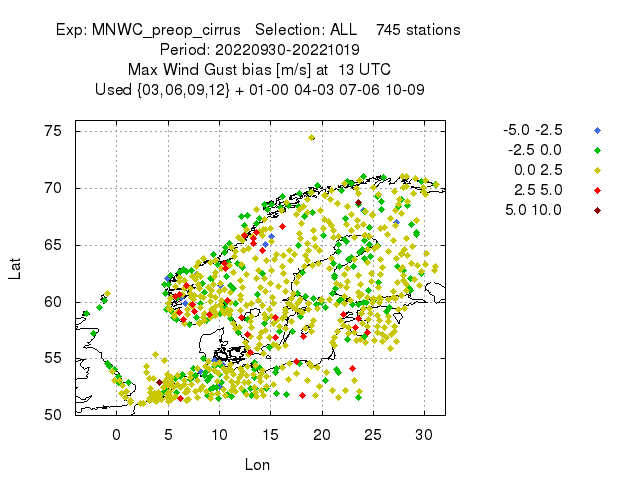 Exp: MNWC_preop_cirrus   Selection: ALL    745 stations
Period: 20220930-20221019
Max Wind Gust bias [m/s] at  13 UTC
Used {03,06,09,12} + 01-00 04-03 07-06 10-09
-5.0 -2.5
-2.5 0.0
0.0 2.5
2.5 5.0
5.0 10.0
75
70
65
60
55
50
Lat
0 5 10 15 20 25 30
Lon